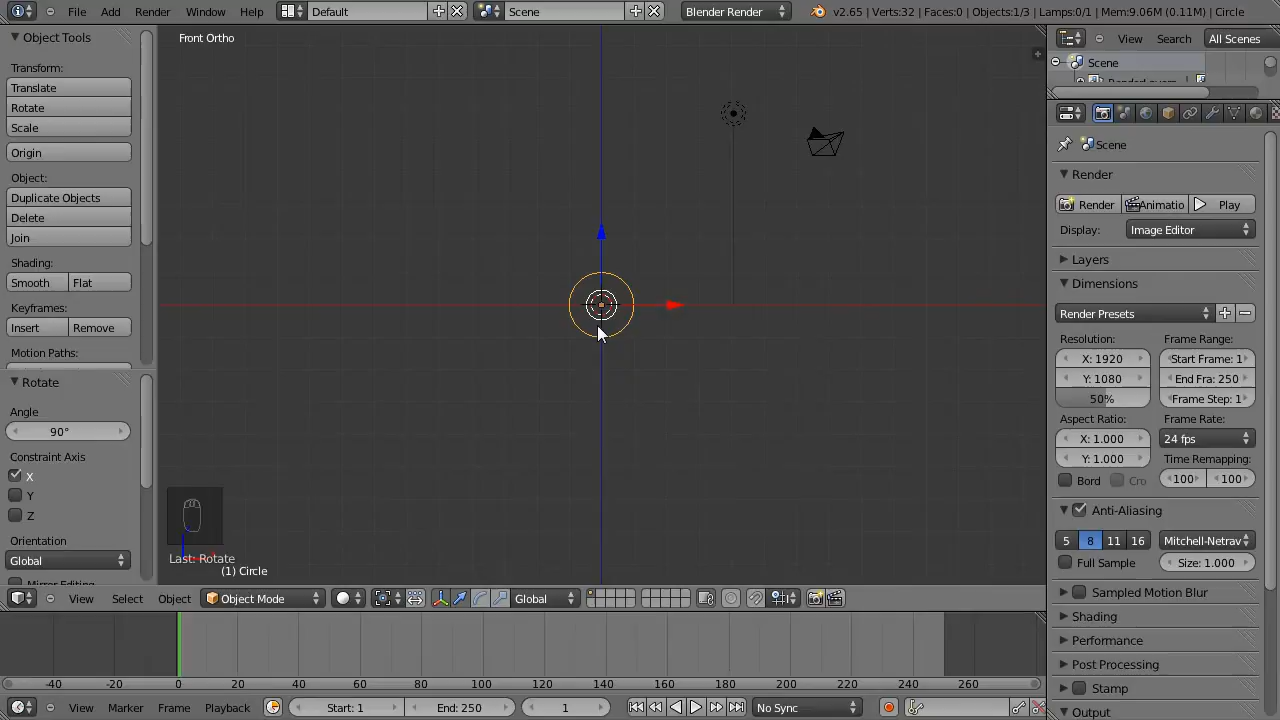 File Add Render Window Help Default Scene Blender Render v2.65 | Verts:32 | Faces:0 | Objects:1/3 | Lamps:0/1 | Mem:9.06M (0.11M) | Circle
Object Tools
Transform:
Translate
Rotate
Scale
Origin
Object:
Duplicate Objects
Delete
Join
Shading:
Smooth Flat
Keyframes:
Insert Remove
Motion Paths:
Rotate
Angle
90°
Constraint Axis
X
Y
Z
Orientation
Global
Front Ortho
Last: Rotate
(1) Circle
View Select Object Object Mode Global
-40 -20 0 20 40 60 80 100 120 140 160 180 200 220 240 260
View Marker Frame Playback Start: 1 End: 250 1 No Sync
View Search All Scenes
Scene
Scene
Render
Render Animatio Play
Display: Image Editor
Layers
Dimensions
Render Presets
Resolution: Frame Range:
X: 1920 Start Frame: 1
Y: 1080 End Fra: 250
50% Frame Step: 1
Aspect Ratio: Frame Rate:
X: 1.000 24 fps
Y: 1.000 Time Remapping:
Bord Cro 100 100
Anti-Aliasing
5 8 11 16 Mitchell-Netrav
Full Sample Size: 1.000
Sampled Motion Blur
Shading
Performance
Post Processing
Stamp
Output